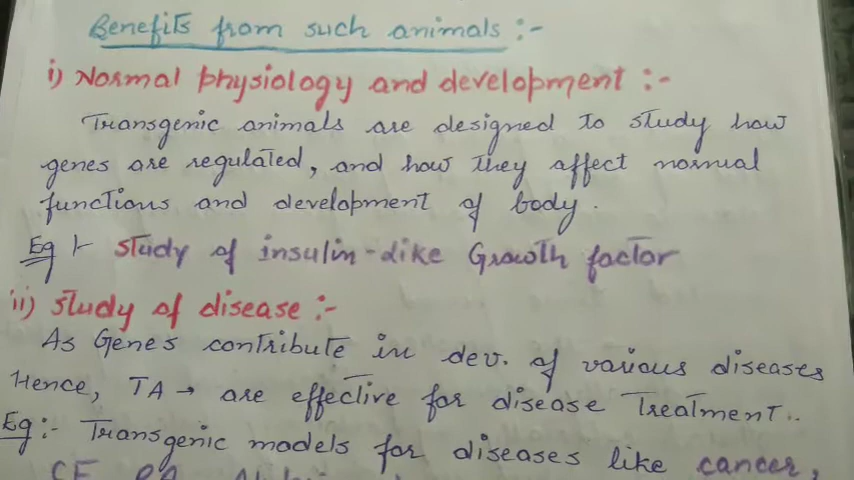 Benefits from such animals :-
i) Normal physiology and development :-
Transgenic animals are designed to study how
genes are regulated, and how they affect normal
functions and development of body.
Eg :- Study of insulin-like Growth factor
ii) Study of disease :-
As Genes contribute in dev. of various diseases
Hence, TA → are effective for disease Treatment..
Eg:- Transgenic models for diseases like cancer,
CF